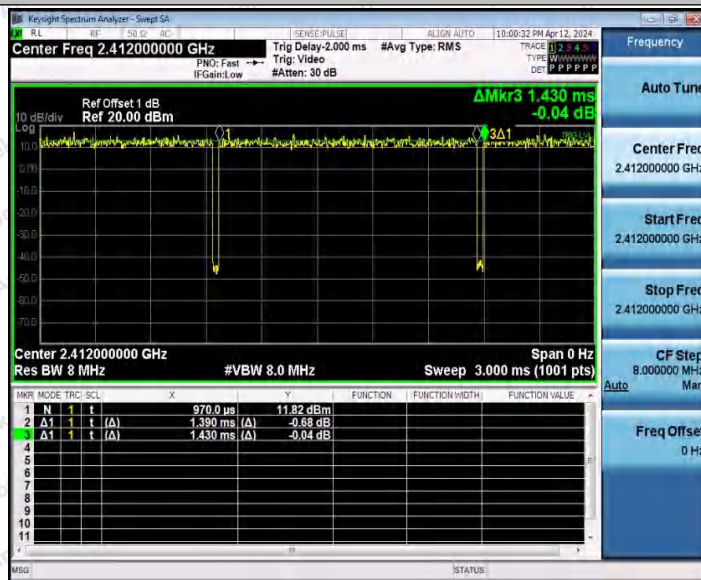 Keysight Spectrum Analyzer - Swept SA
RL RF 50 Ω AC SENSE:PULSE ALIGN AUTO 10:00:32 PM Apr 12, 2024
Center Freq 2.412000000 GHz
PNO: Fast
IFGain:Low
Trig Delay-2.000 ms
Trig: Video
#Atten: 30 dB
#Avg Type: RMS
TRACE 1 2 3 4 5
TYPE WWWWWW
DET P P P P P P
Ref Offset 1 dB
10 dB/div Ref 20.00 dBm
Log
ΔMkr3 1.430 ms
-0.04 dB
1
3Δ1
10.0
0.00
-10.0
-20.0
-30.0
-40.0
-50.0
-60.0
-70.0
Center 2.412000000 GHz Span 0 Hz
Res BW 8 MHz #VBW 8.0 MHz Sweep 3.000 ms (1001 pts)
MKR MODE TRC SCL X Y FUNCTION FUNCTION WIDTH FUNCTION VALUE
1 N 1 t 970.0 µs 11.82 dBm
2 Δ1 1 t (Δ) 1.390 ms (Δ) -0.68 dB
3 Δ1 1 t (Δ) 1.430 ms (Δ) -0.04 dB
4
5
6
7
8
9
10
11
MSG STATUS
Frequency
Auto Tune
Center Freq
2.412000000 GHz
Start Freq
2.412000000 GHz
Stop Freq
2.412000000 GHz
CF Step
8.000000 MHz
Auto Man
Freq Offset
0 Hz